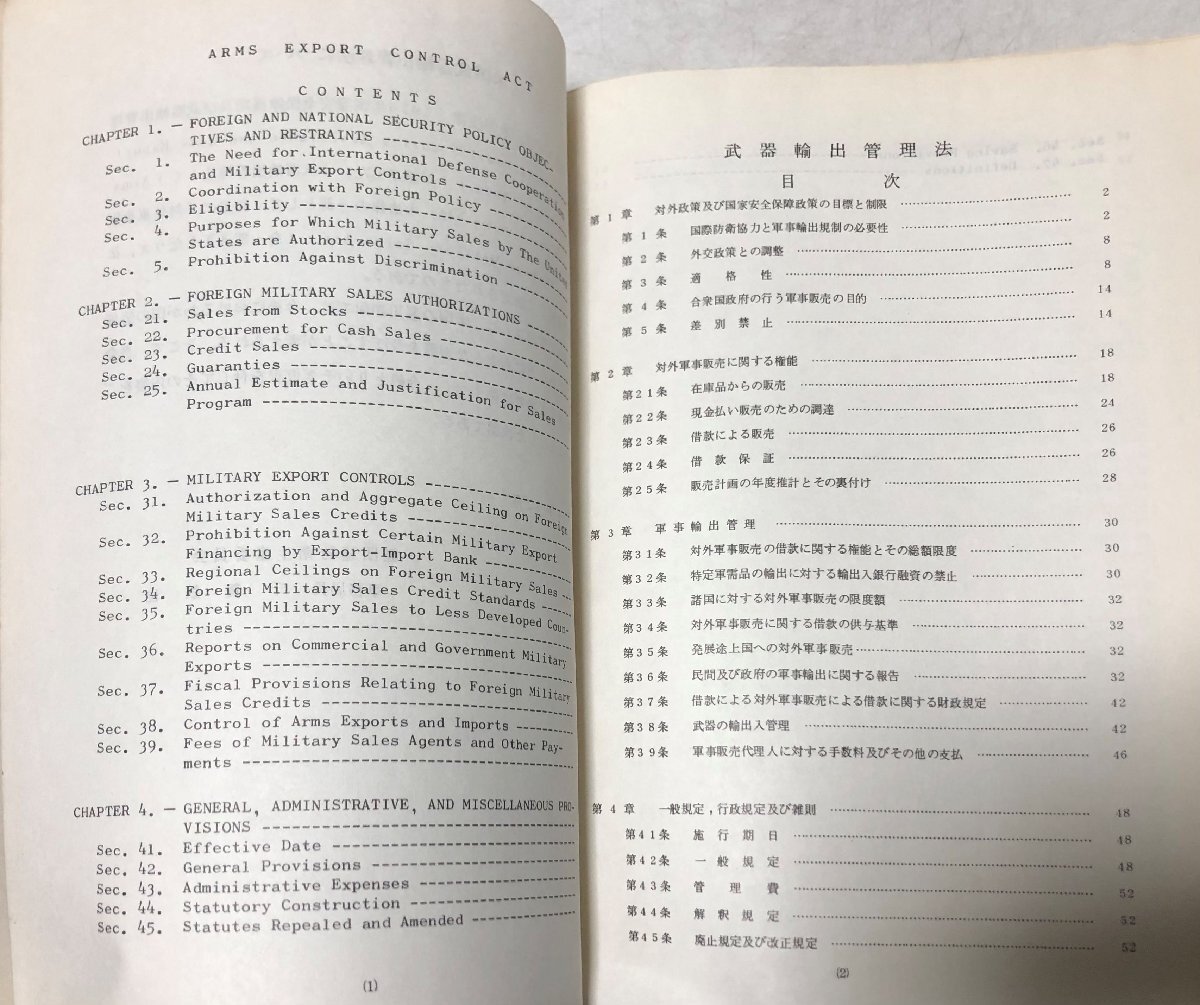 ARMS EXPORT CONTROL ACT
CONTENTS
CHAPTER 1. — FOREIGN AND NATIONAL SECURITY POLICY OBJEC-
TIVES AND RESTRAINTS
Sec. 1. The Need for International Defense Cooperation
and Military Export Controls
Sec. 2. Coordination with Foreign Policy
Sec. 3. Eligibility
Sec. 4. Purposes for Which Military Sales by The United
States are Authorized
Sec. 5. Prohibition Against Discrimination
CHAPTER 2. — FOREIGN MILITARY SALES AUTHORIZATIONS
Sec. 21. Sales from Stocks
Sec. 22. Procurement for Cash Sales
Sec. 23. Credit Sales
Sec. 24. Guaranties
Sec. 25. Annual Estimate and Justification for Sales
Program
CHAPTER 3. — MILITARY EXPORT CONTROLS
Sec. 31. Authorization and Aggregate Ceiling on Foreign
Military Sales Credits
Sec. 32. Prohibition Against Certain Military Export
Financing by Export-Import Bank
Sec. 33. Regional Ceilings on Foreign Military Sales
Sec. 34. Foreign Military Sales Credit Standards
Sec. 35. Foreign Military Sales to Less Developed Coun-
tries
Sec. 36. Reports on Commercial and Government Military
Exports
Sec. 37. Fiscal Provisions Relating to Foreign Military
Sales Credits
Sec. 38. Control of Arms Exports and Imports
Sec. 39. Fees of Military Sales Agents and Other Pay-
ments
CHAPTER 4. — GENERAL, ADMINISTRATIVE, AND MISCELLANEOUS PRO-
VISIONS
Sec. 41. Effective Date
Sec. 42. General Provisions
Sec. 43. Administrative Expenses
Sec. 44. Statutory Construction
Sec. 45. Statutes Repealed and Amended
(1)
武器輸出管理法
目 次
第1章 対外政策及び国家安全保障政策の目標と制限 2
第1条 国際防衛協力と軍事輸出規制の必要性 2
第2条 外交政策との調整 8
第3条 適格性 8
第4条 合衆国政府の行う軍事販売の目的 14
第5条 差別禁止 14
第2章 対外軍事販売に関する権能 18
第21条 在庫品からの販売 18
第22条 現金払い販売のための調達 24
第23条 借款による販売 26
第24条 借款保証 26
第25条 販売計画の年度推計とその裏付け 28
第3章 軍事輸出管理 30
第31条 対外軍事販売の借款に関する権能とその総額限度 30
第32条 特定軍需品の輸出に対する輸出入銀行融資の禁止 30
第33条 諸国に対する対外軍事販売の限度額 32
第34条 対外軍事販売に関する借款の供与基準 32
第35条 発展途上国への対外軍事販売 32
第36条 民間及び政府の軍事輸出に関する報告 32
第37条 借款による対外軍事販売による借款に関する財政規定 42
第38条 武器の輸出入管理 42
第39条 軍事販売代理人に対する手数料及びその他の支払 46
第4章 一般規定,行政規定及び雑則 48
第41条 施行期日 48
第42条 一般規定 48
第43条 管理費 52
第44条 解釈規定 52
第45条 廃止規定及び改正規定 52
(2)